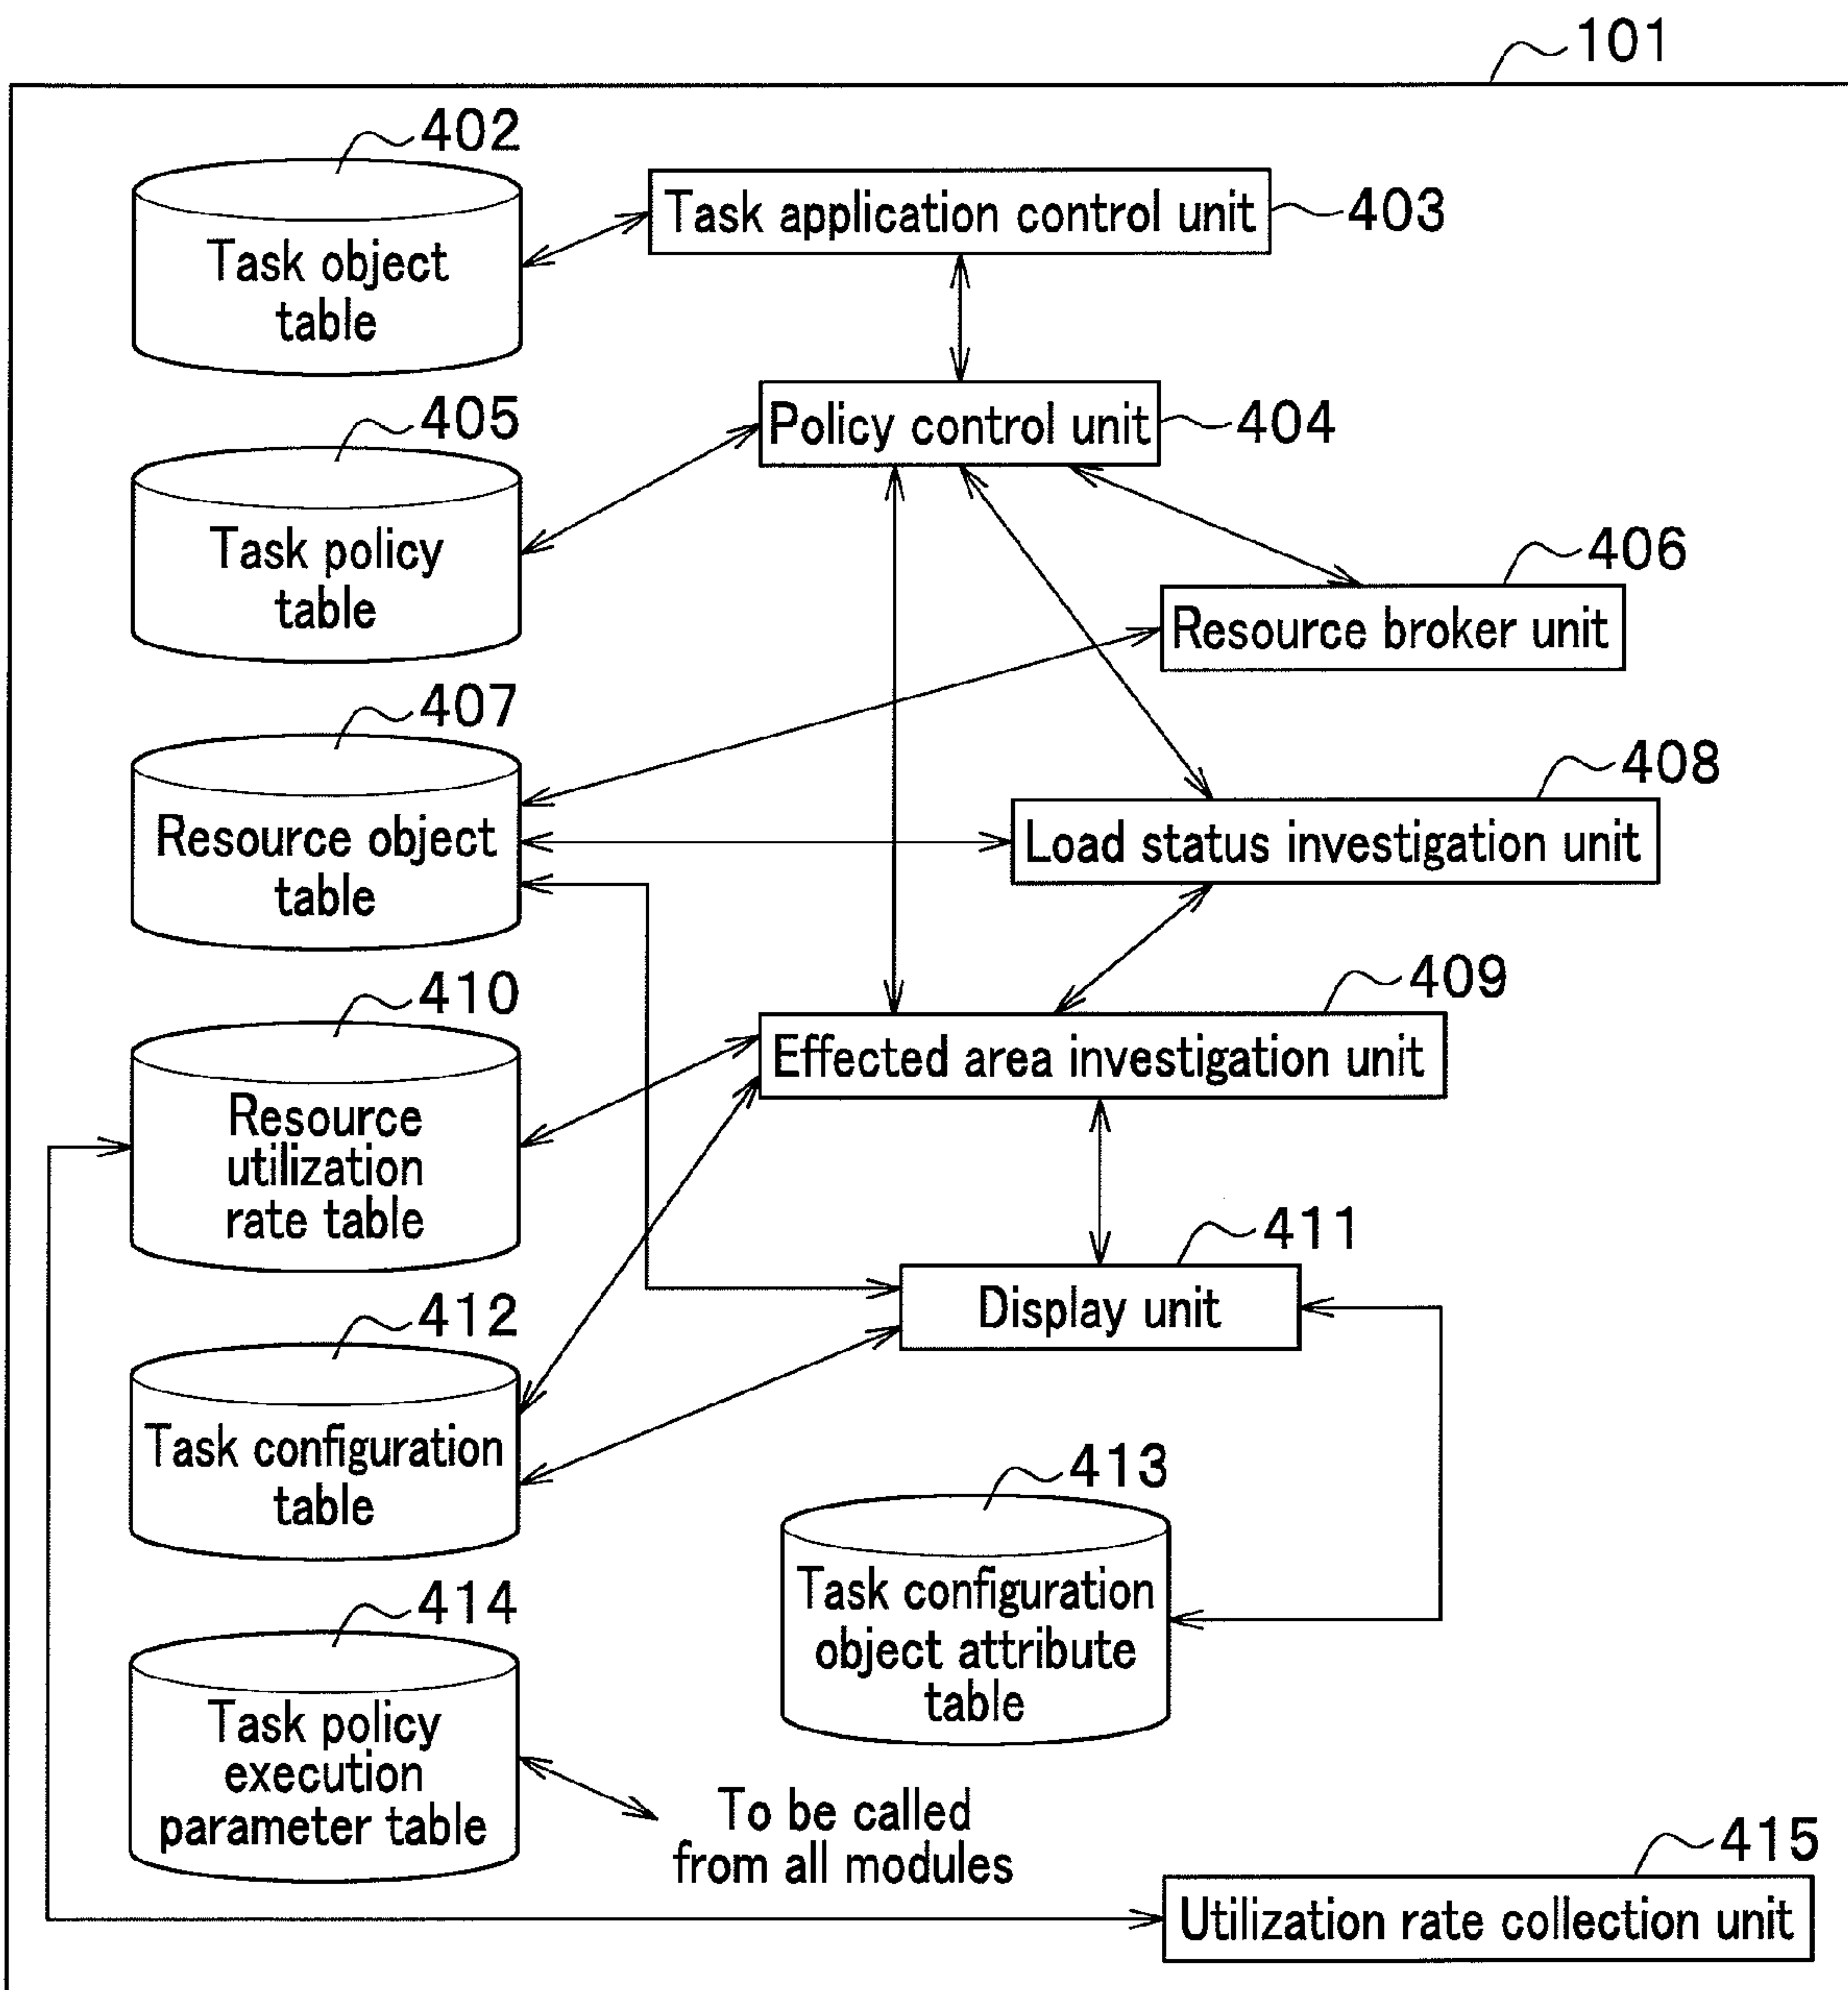 101
402
Task object
table
Task application control unit
403
405
Task policy
table
Policy control unit
404
406
Resource broker unit
407
Resource object
table
408
Load status investigation unit
409
Effected area investigation unit
410
Resource
utilization
rate table
411
Display unit
412
Task configuration
table
413
Task configuration
object attribute
table
414
Task policy
execution
parameter table
To be called
from all modules
415
Utilization rate collection unit